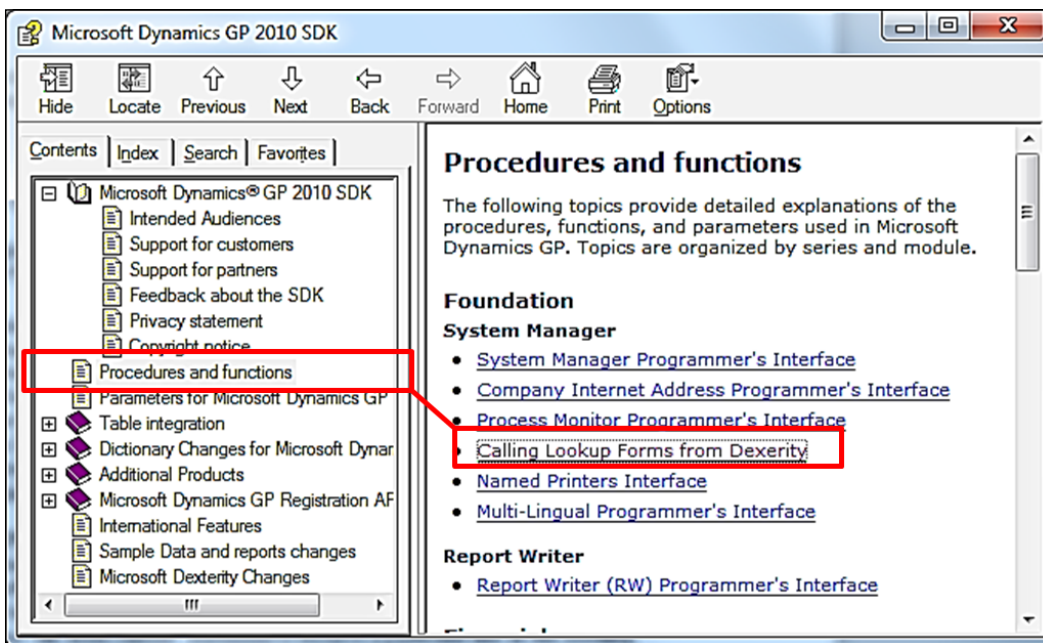 Microsoft Dynamics GP 2010 SDK
Hide Locate Previous Next Back Forward Home Print Options
Contents Index Search Favorites
Microsoft Dynamics® GP 2010 SDK
Intended Audiences
Support for customers
Support for partners
Feedback about the SDK
Privacy statement
Copyright notice
Procedures and functions
Parameters for Microsoft Dynamics GP
Table integration
Dictionary Changes for Microsoft Dynar
Additional Products
Microsoft Dynamics GP Registration AF
International Features
Sample Data and reports changes
Microsoft Dexterity Changes
Procedures and functions
The following topics provide detailed explanations of the
procedures, functions, and parameters used in Microsoft
Dynamics GP. Topics are organized by series and module.
Foundation
System Manager
• System Manager Programmer's Interface
• Company Internet Address Programmer's Interface
• Process Monitor Programmer's Interface
• Calling Lookup Forms from Dexerity
• Named Printers Interface
• Multi-Lingual Programmer's Interface
Report Writer
• Report Writer (RW) Programmer's Interface